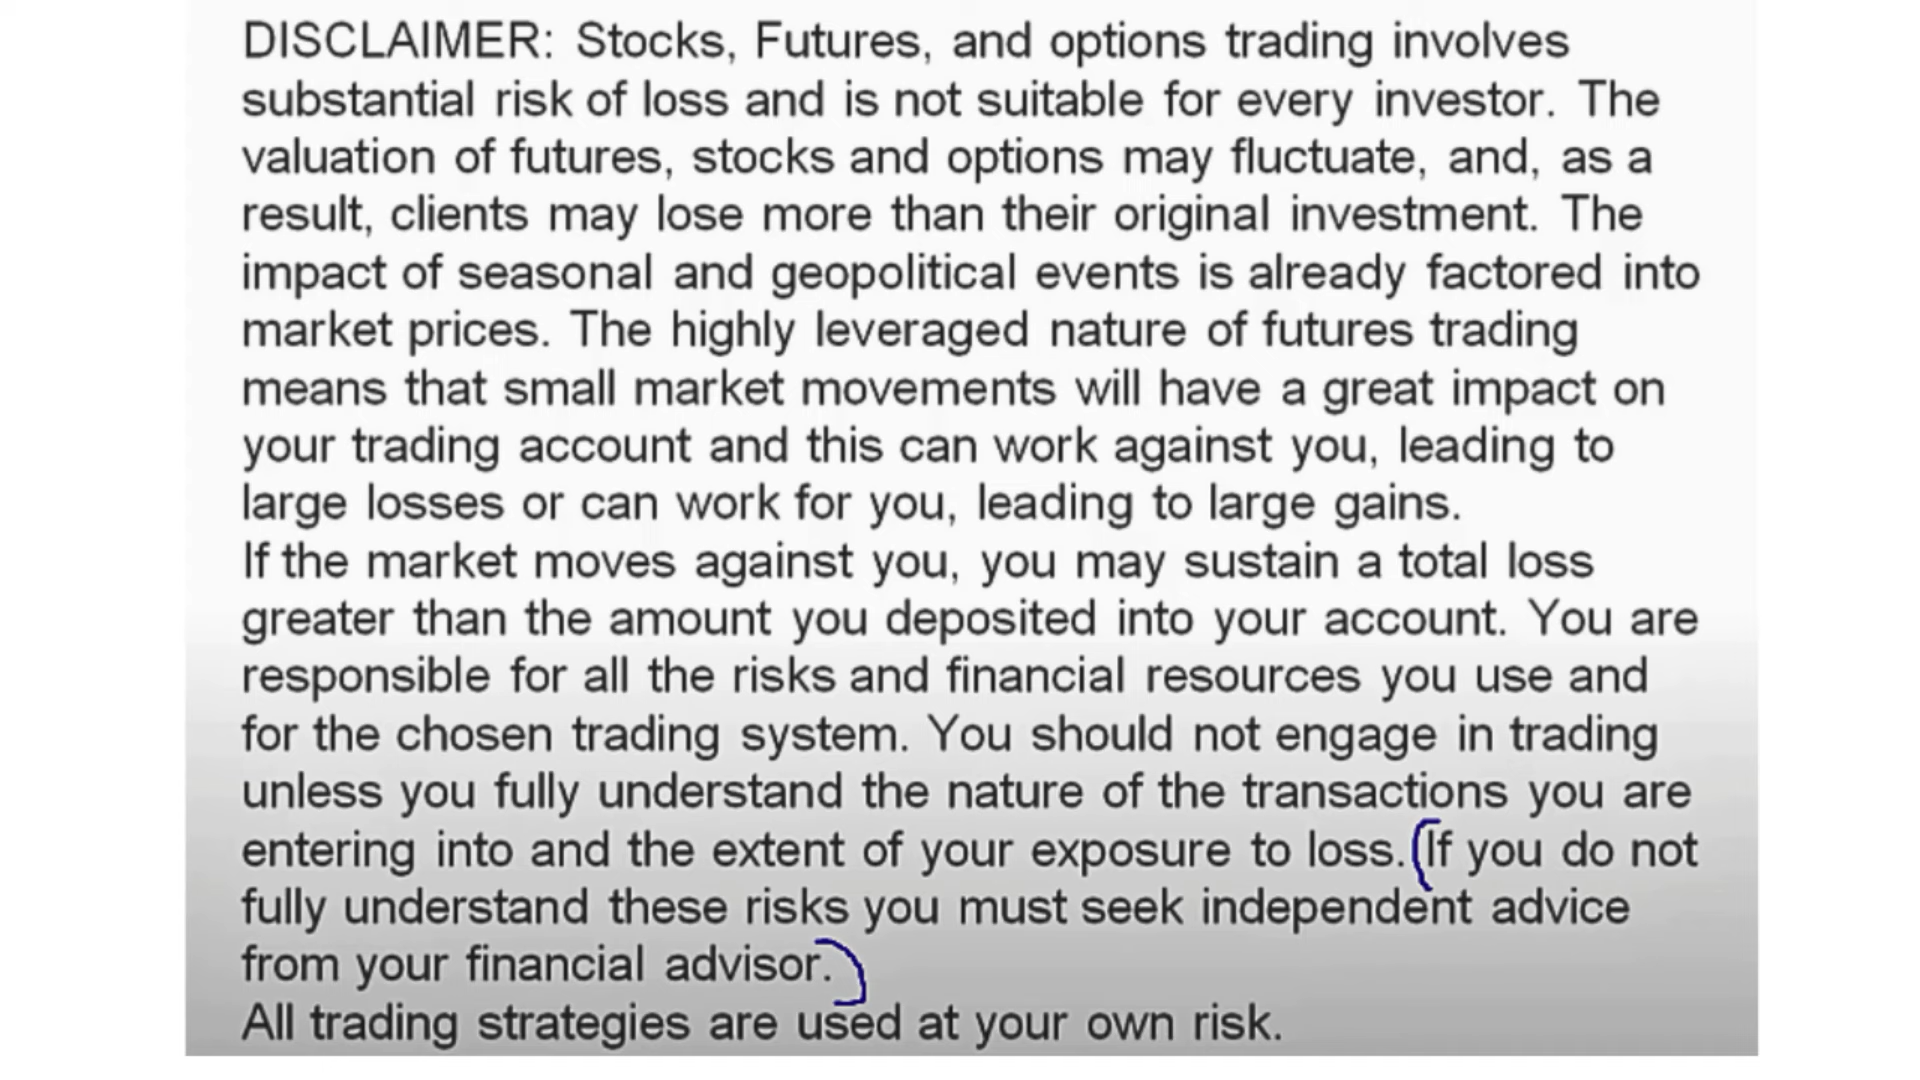 DISCLAIMER: Stocks, Futures, and options trading involves
substantial risk of loss and is not suitable for every investor. The
valuation of futures, stocks and options may fluctuate, and, as a
result, clients may lose more than their original investment. The
impact of seasonal and geopolitical events is already factored into
market prices. The highly leveraged nature of futures trading
means that small market movements will have a great impact on
your trading account and this can work against you, leading to
large losses or can work for you, leading to large gains.
If the market moves against you, you may sustain a total loss
greater than the amount you deposited into your account. You are
responsible for all the risks and financial resources you use and
for the chosen trading system. You should not engage in trading
unless you fully understand the nature of the transactions you are
entering into and the extent of your exposure to loss. (If you do not
fully understand these risks you must seek independent advice
from your financial advisor.)
All trading strategies are used at your own risk.